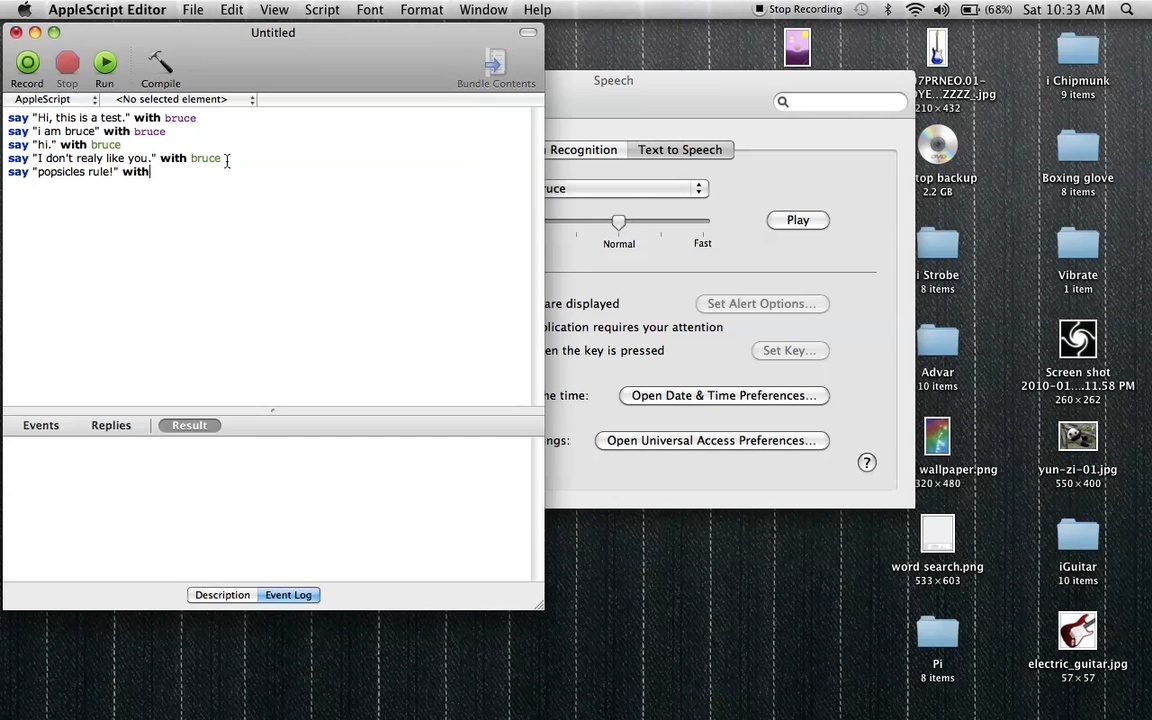 AppleScript Editor File Edit View Script Font Format Window Help Stop Recording (68%) Sat 10:33 AM
Untitled
Record Stop Run Compile Bundle Contents
AppleScript <No selected element>
say "Hi, this is a test." with bruce
say "i am bruce" with bruce
say "hi." with bruce
say "I don't realy like you." with bruce
say "popsicles rule!" with
Events Replies Result
Description Event Log
Speech
Recognition Text to Speech
Play
Normal Fast
are displayed Set Alert Options...
your attention
the key is pressed Set Key...
time: Open Date & Time Preferences...
Open Universal Access Preferences...
?
7PRNEO.01-
ZZZZ_.jpg
210×432
i Chipmunk
9 items
top backup
2.2 GB
Boxing glove
8 items
i Strobe
8 items
Vibrate
1 item
Advar
10 items
Screen shot
2010-01....11.58 PM
260×262
wallpaper.png
320×480
yun-zi-01.jpg
550×400
word search.png
533×603
iGuitar
10 items
Pi
8 items
electric_guitar.jpg
57×57